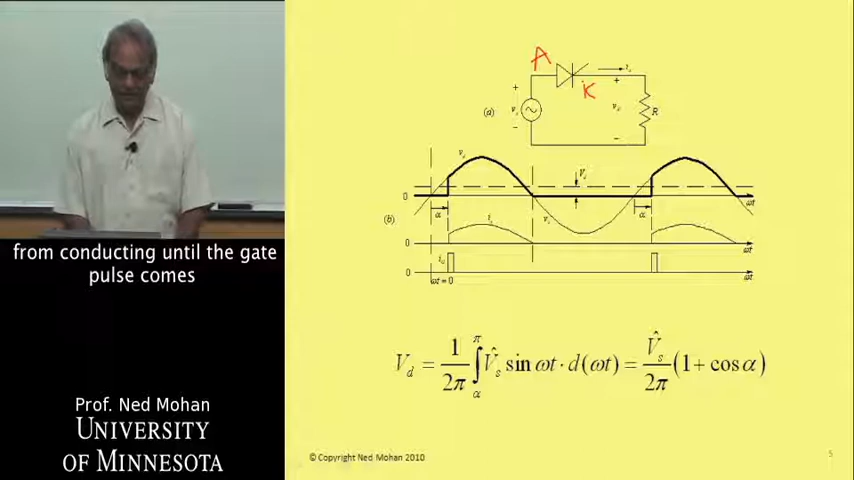 A
K
(a)
R
0
α
α
ωt
(b)
0
ωt
0
ωt = 0
ωt
V_d = 1/2π ∫_α^π V̂_s sin ωt · d(ωt) = V̂_s/2π (1 + cos α)
from conducting until the gate
pulse comes
Prof. Ned Mohan
UNIVERSITY
OF MINNESOTA
© Copyright Ned Mohan 2010
5